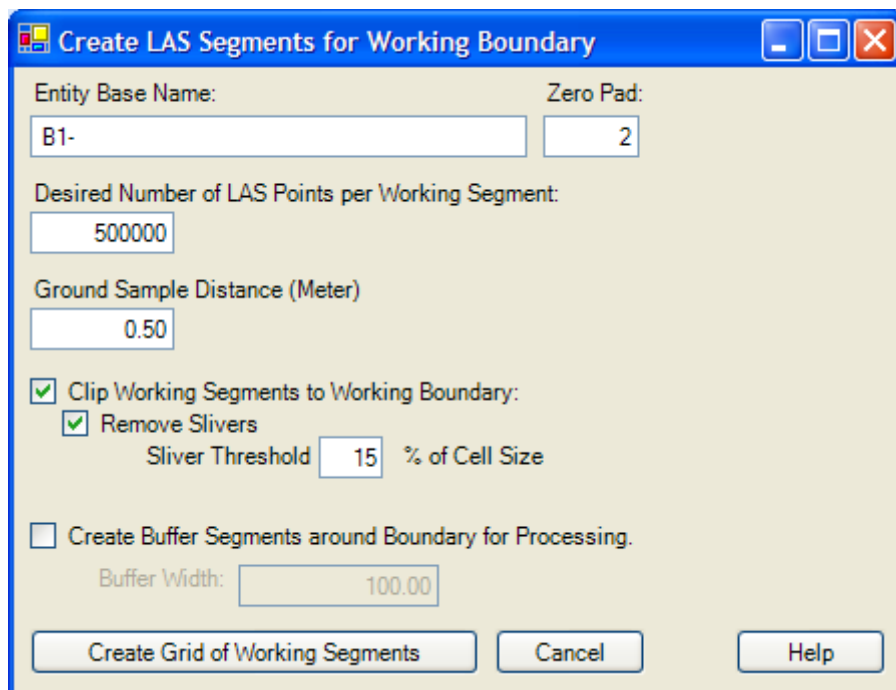 Create LAS Segments for Working Boundary
Entity Base Name: Zero Pad:
B1- 2
Desired Number of LAS Points per Working Segment:
500000
Ground Sample Distance (Meter)
0.50
Clip Working Segments to Working Boundary:
Remove Slivers
Sliver Threshold 15 % of Cell Size
Create Buffer Segments around Boundary for Processing.
Buffer Width: 100.00
Create Grid of Working Segments Cancel Help